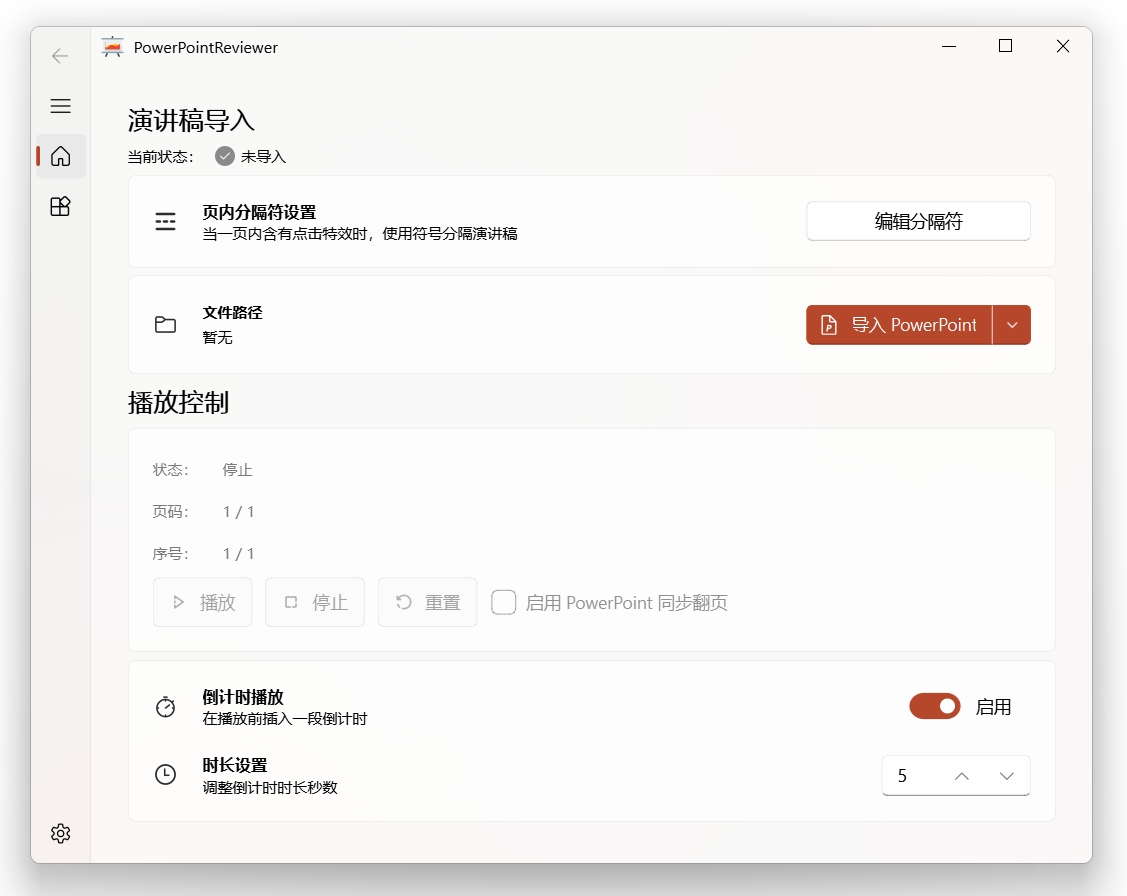 PowerPointReviewer
演讲稿导入
当前状态： 未导入
页内分隔符设置
当一页内含有点击特效时，使用符号分隔演讲稿
编辑分隔符
文件路径
暂无
导入 PowerPoint
播放控制
状态： 停止
页码： 1 / 1
序号： 1 / 1
播放 停止 重置 启用 PowerPoint 同步翻页
倒计时播放
在播放前插入一段倒计时
启用
时长设置
调整倒计时时长秒数
5